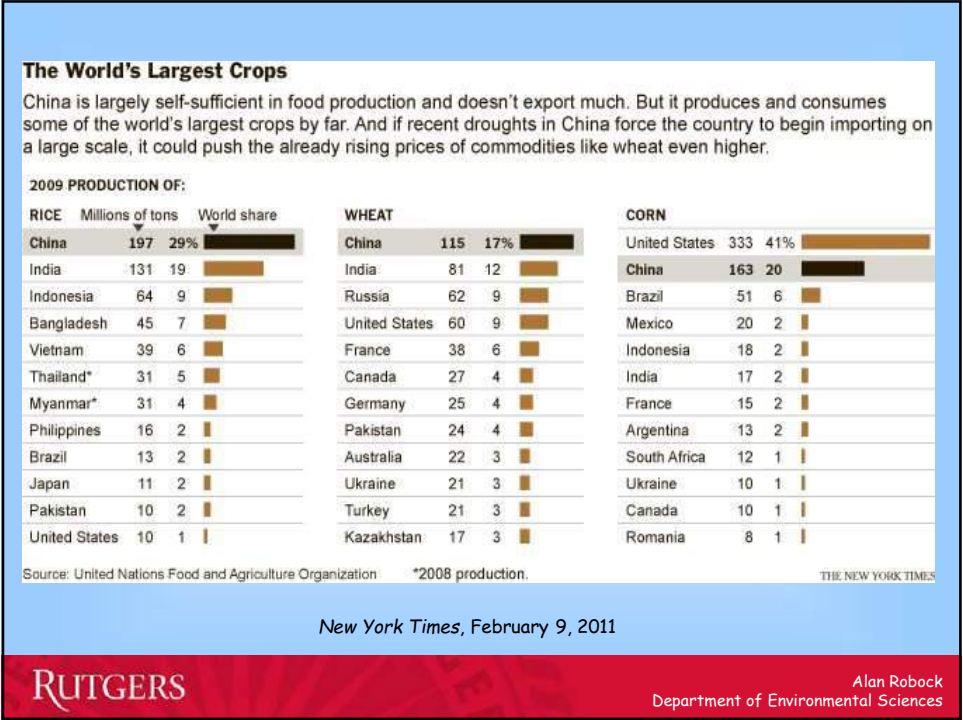 The World's Largest Crops
China is largely self-sufficient in food production and doesn't export much. But it produces and consumes
some of the world's largest crops by far. And if recent droughts in China force the country to begin importing on
a large scale, it could push the already rising prices of commodities like wheat even higher.
2009 PRODUCTION OF:
RICE Millions of tons World share
China 197 29%
India 131 19
Indonesia 64 9
Bangladesh 45 7
Vietnam 39 6
Thailand* 31 5
Myanmar* 31 4
Philippines 16 2
Brazil 13 2
Japan 11 2
Pakistan 10 2
United States 10 1
WHEAT
China 115 17%
India 81 12
Russia 62 9
United States 60 9
France 38 6
Canada 27 4
Germany 25 4
Pakistan 24 4
Australia 22 3
Ukraine 21 3
Turkey 21 3
Kazakhstan 17 3
CORN
United States 333 41%
China 163 20
Brazil 51 6
Mexico 20 2
Indonesia 18 2
India 17 2
France 15 2
Argentina 13 2
South Africa 12 1
Ukraine 10 1
Canada 10 1
Romania 8 1
Source: United Nations Food and Agriculture Organization *2008 production. THE NEW YORK TIMES
New York Times, February 9, 2011
RUTGERS
Alan Robock
Department of Environmental Sciences